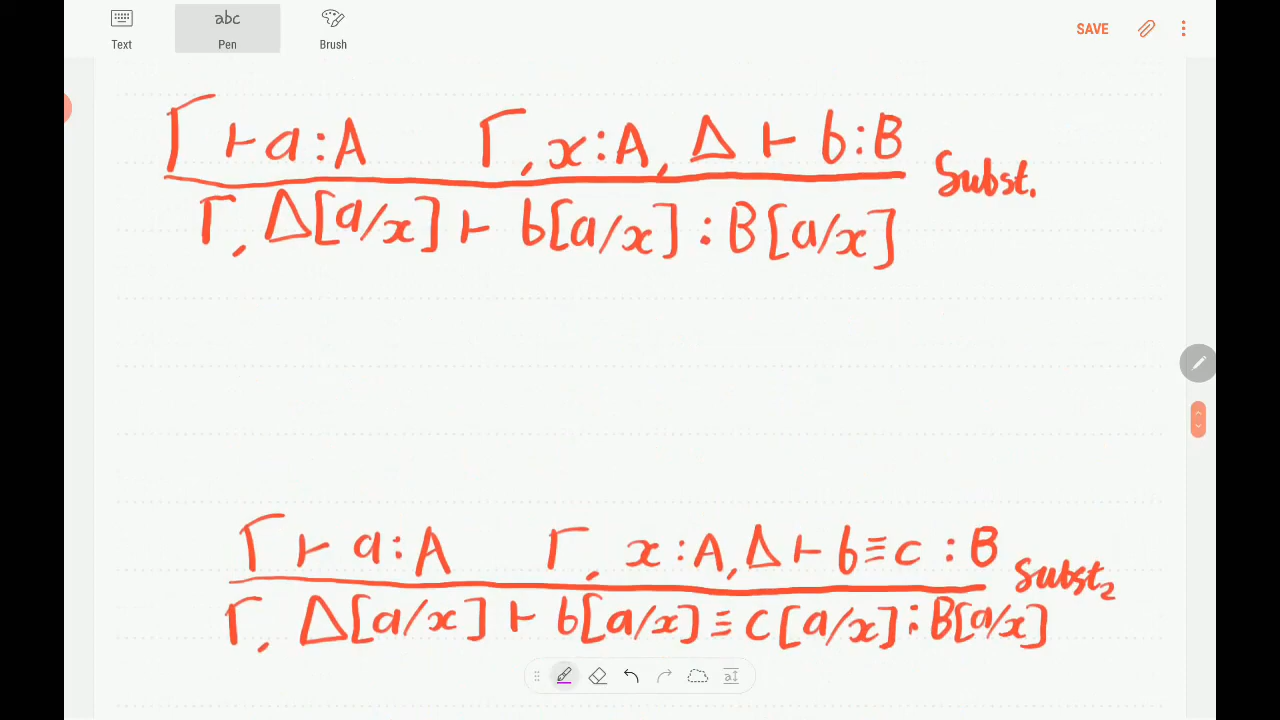 Text abc Pen Brush SAVE
Γ ⊢ a : A Γ, x : A, Δ ⊢ b : B Subst.
Γ, Δ[a/x] ⊢ b[a/x] : B[a/x]
Γ ⊢ a : A Γ, x : A, Δ ⊢ b ≡ c : B Subst₂
Γ, Δ[a/x] ⊢ b[a/x] ≡ c[a/x] : B[a/x]
a